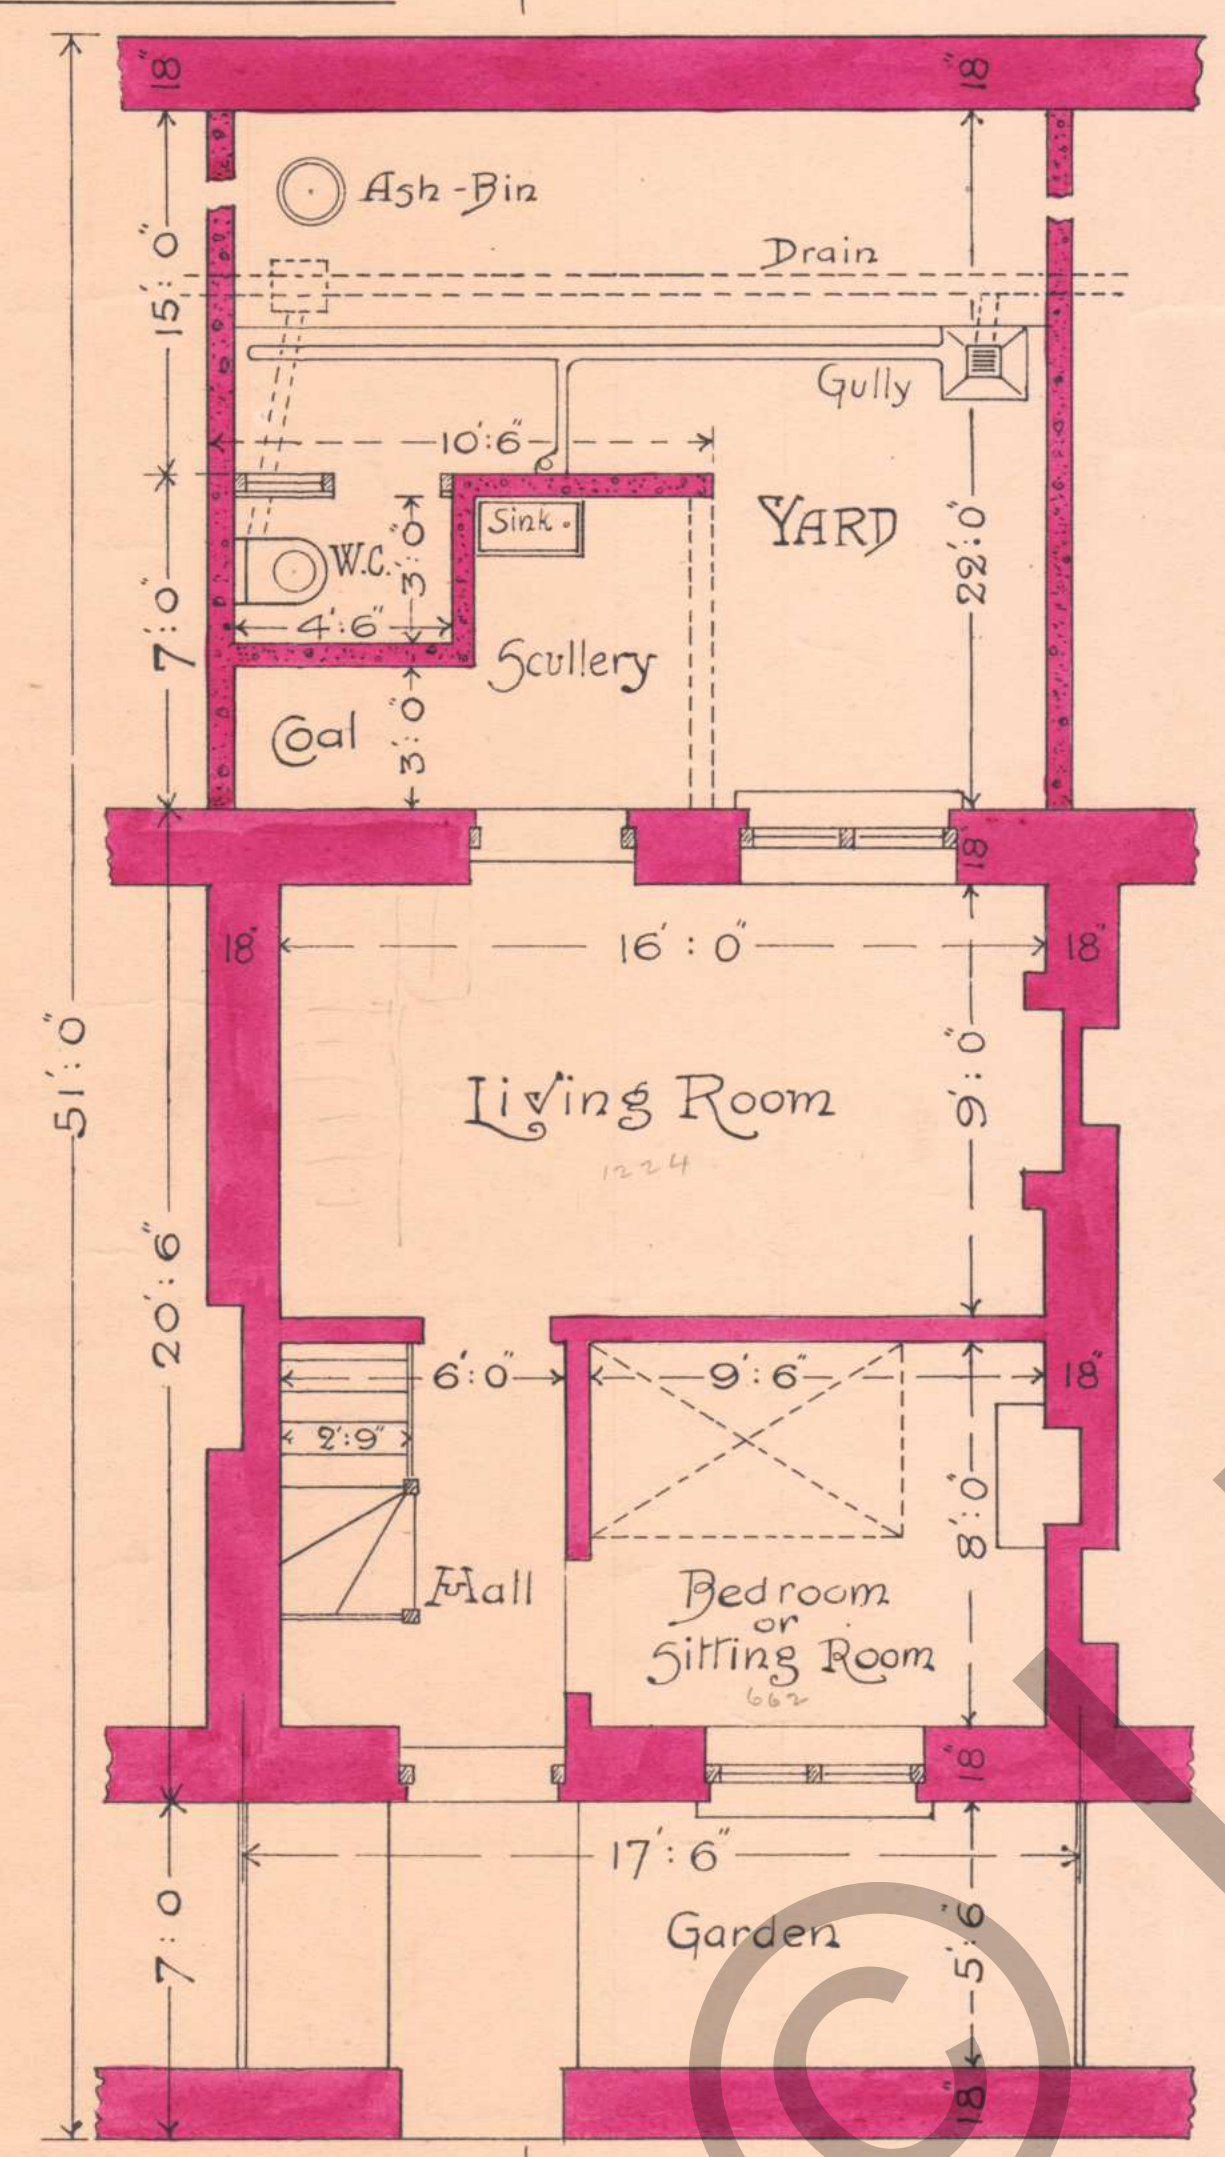 18"
18"
Ash-Bin
15':0"
Drain
Gully
10':6"
Sink
YARD
22':0"
W.C.
3':0"
4':6"
7':0"
Scullery
Coal
3':0"
18"
18"
16':0"
18"
51':0"
9':0"
Living Room
1224
20':6"
6':0"
9':6"
18"
2':9"
8':0"
Hall
Bedroom
or
Sitting Room
662
18"
17':6"
7:0
Garden
5':6"
18"
©